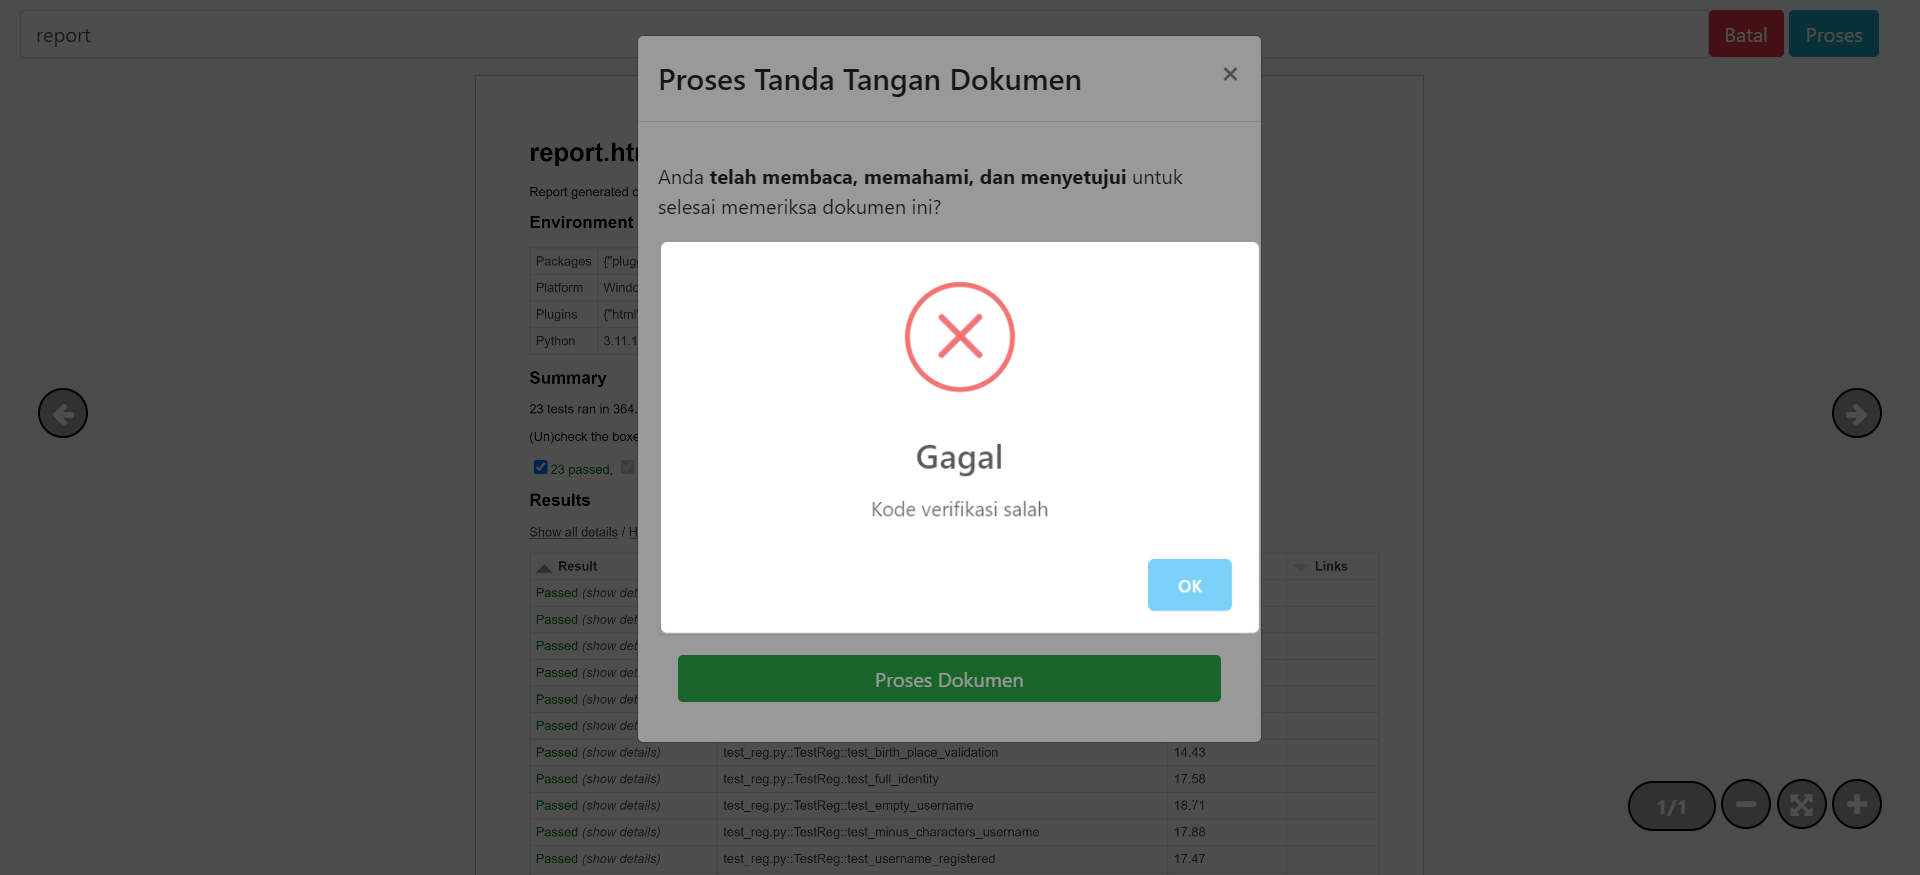 report
Batal
Proses
Proses Tanda Tangan Dokumen
×
Anda telah membaca, memahami, dan menyetujui untuk
selesai memeriksa dokumen ini?
Gagal
Kode verifikasi salah
OK
Proses Dokumen
Report generated
Environment
Packages
Platform
Plugins {"html"
Python 3.11.1
Summary
23 tests ran in 364.
(Un)check the boxe
23 passed,
Results
Show all details / H
Result Links
Passed (show det
Passed (show det
Passed (show det
Passed (show det
Passed (show det
Passed (show det
Passed (show details) test_reg.py::TestReg::test_birth_place_validation 14.43
Passed (show details) test_reg.py::TestReg::test_full_identity 17.58
Passed (show details) test_reg.py::TestReg::test_empty_username 18.71
Passed (show details) test_reg.py::TestReg::test_minus_characters_username 17.88
Passed (show details) test_reg.py::TestReg::test_username_registered 17.47
1/1